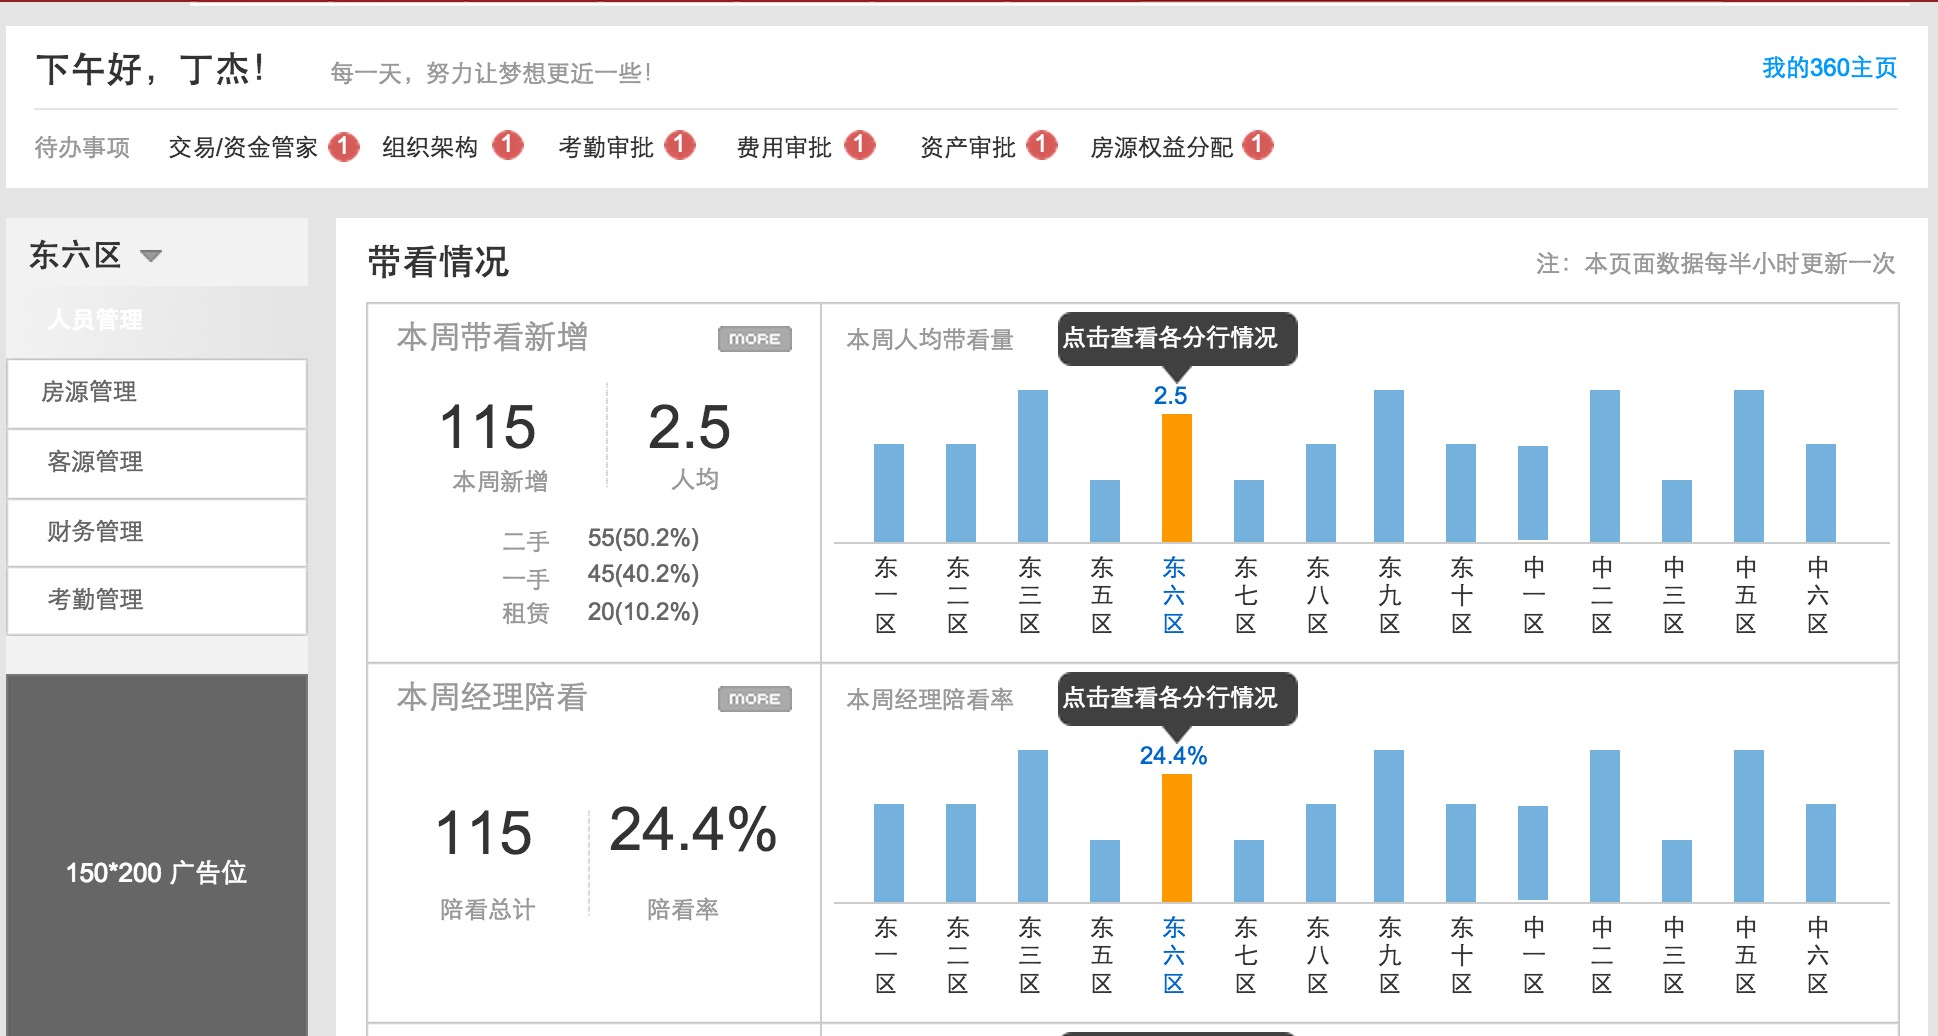 下午好，丁杰！
每一天，努力让梦想更近一些！
我的360主页
待办事项 交易/资金管家 1 组织架构 1 考勤审批 1 费用审批 1 资产审批 1 房源权益分配 1
东六区
人员管理
房源管理
客源管理
财务管理
考勤管理
150*200 广告位
带看情况
注：本页面数据每半小时更新一次
本周带看新增
MORE
115
本周新增
2.5
人均
二手 55(50.2%)
一手 45(40.2%)
租赁 20(10.2%)
本周人均带看量
点击查看各分行情况
2.5
东一区 东二区 东三区 东五区 东六区 东七区 东八区 东九区 东十区 中一区 中二区 中三区 中五区 中六区
本周经理陪看
MORE
115
陪看总计
24.4%
陪看率
本周经理陪看率
点击查看各分行情况
24.4%
东一区 东二区 东三区 东五区 东六区 东七区 东八区 东九区 东十区 中一区 中二区 中三区 中五区 中六区